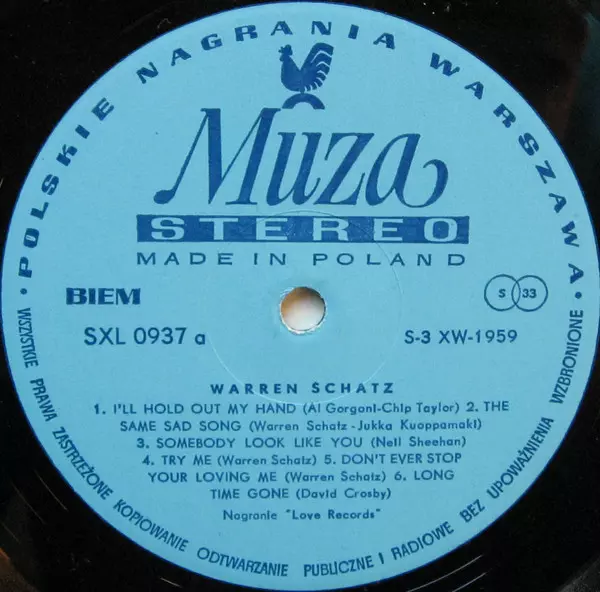 • POLSKIE NAGRANIA WARSZAWA •
Muza
STEREO
MADE IN POLAND
BIEM
S 33
SXL 0937 a
S-3 XW-1959
WARREN SCHATZ
1. I'LL HOLD OUT MY HAND (Al Gorgoni-Chip Taylor) 2. THE
SAME SAD SONG (Warren Schatz - Jukka Kuoppamaki)
3. SOMEBODY LOOK LIKE YOU (Neil Sheehan)
4. TRY ME (Warren Schatz) 5. DON'T EVER STOP
YOUR LOVING ME (Warren Schatz) 6. LONG
TIME GONE (David Crosby)
Nagranie "Love Records"
WSZYSTKIE PRAWA ZASTRZEŻONE KOPIOWANIE ODTWARZANIE PUBLICZNE I RADIOWE BEZ UPOWAŻNIENIA WZBRONIONE